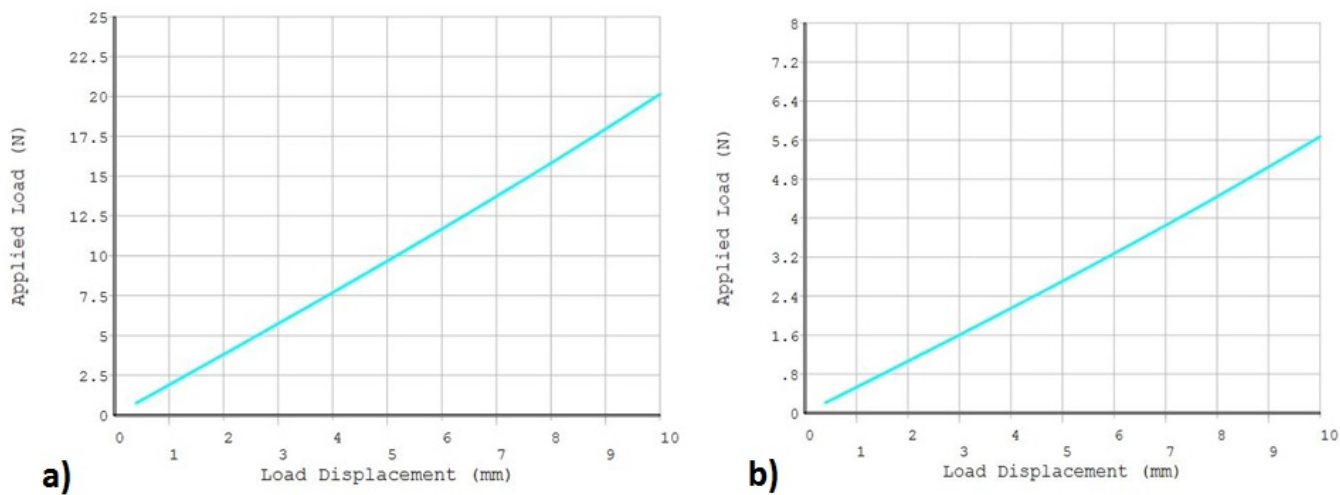 25
22.5
20
17.5
15
12.5
10
7.5
5
2.5
0
Applied Load (N)
0 2 4 6 8 10
1 3 5 7 9
Load Displacement (mm)
a)
8
7.2
6.4
5.6
4.8
4
3.2
2.4
1.6
.8
0
Applied Load (N)
0 2 4 6 8 10
1 3 5 7 9
Load Displacement (mm)
b)